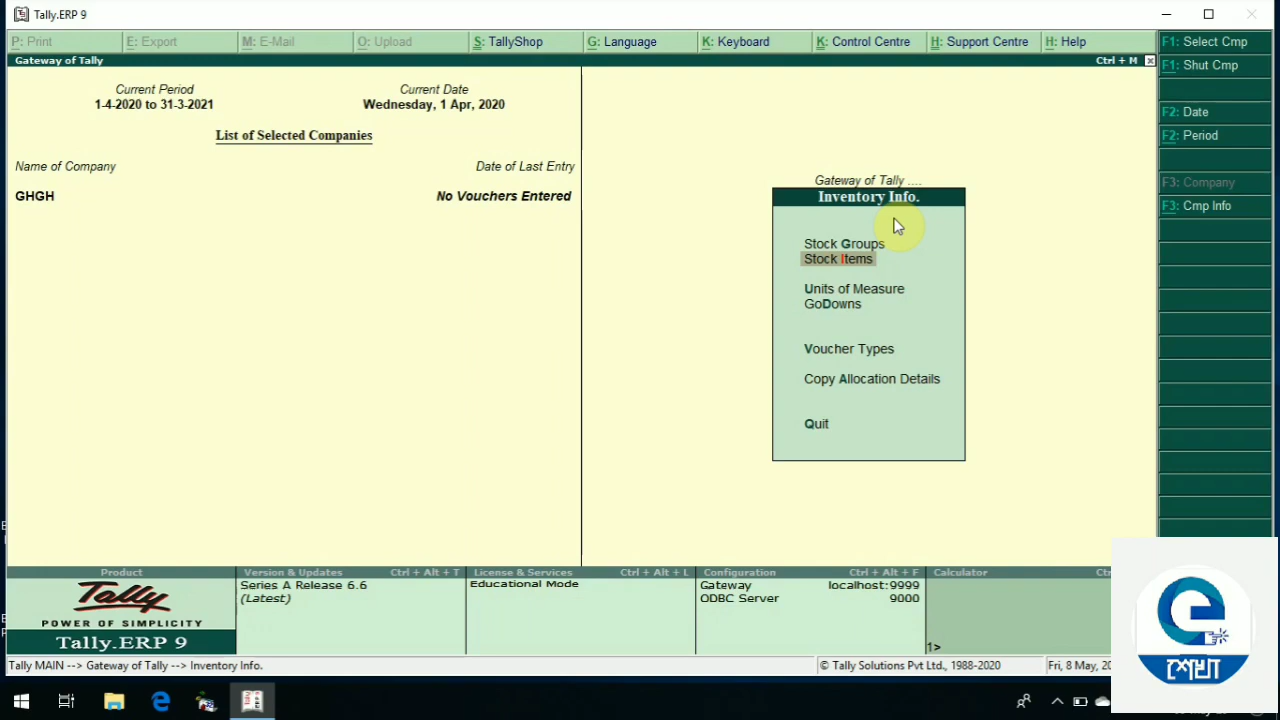 Tally.ERP 9
P: Print E: Export M: E-Mail O: Upload S: TallyShop G: Language K: Keyboard K: Control Centre H: Support Centre H: Help
Gateway of Tally Ctrl + M
F1: Select Cmp
F1: Shut Cmp
F2: Date
F2: Period
F3: Company
F3: Cmp Info
Current Period Current Date
1-4-2020 to 31-3-2021 Wednesday, 1 Apr, 2020
List of Selected Companies
Name of Company Date of Last Entry
GHGH No Vouchers Entered
Gateway of Tally ....
Inventory Info.
Stock Groups
Stock Items
Units of Measure
GoDowns
Voucher Types
Copy Allocation Details
Quit
Product Version & Updates Ctrl + Alt + T License & Services Ctrl + Alt + L Configuration Ctrl + Alt + F Calculator
Series A Release 6.6 Educational Mode Gateway localhost:9999
(Latest) ODBC Server 9000
Tally
POWER OF SIMPLICITY
Tally.ERP 9
1>
Tally MAIN --> Gateway of Tally --> Inventory Info. © Tally Solutions Pvt Ltd., 1988-2020 Fri, 8 May,
e
শেখা